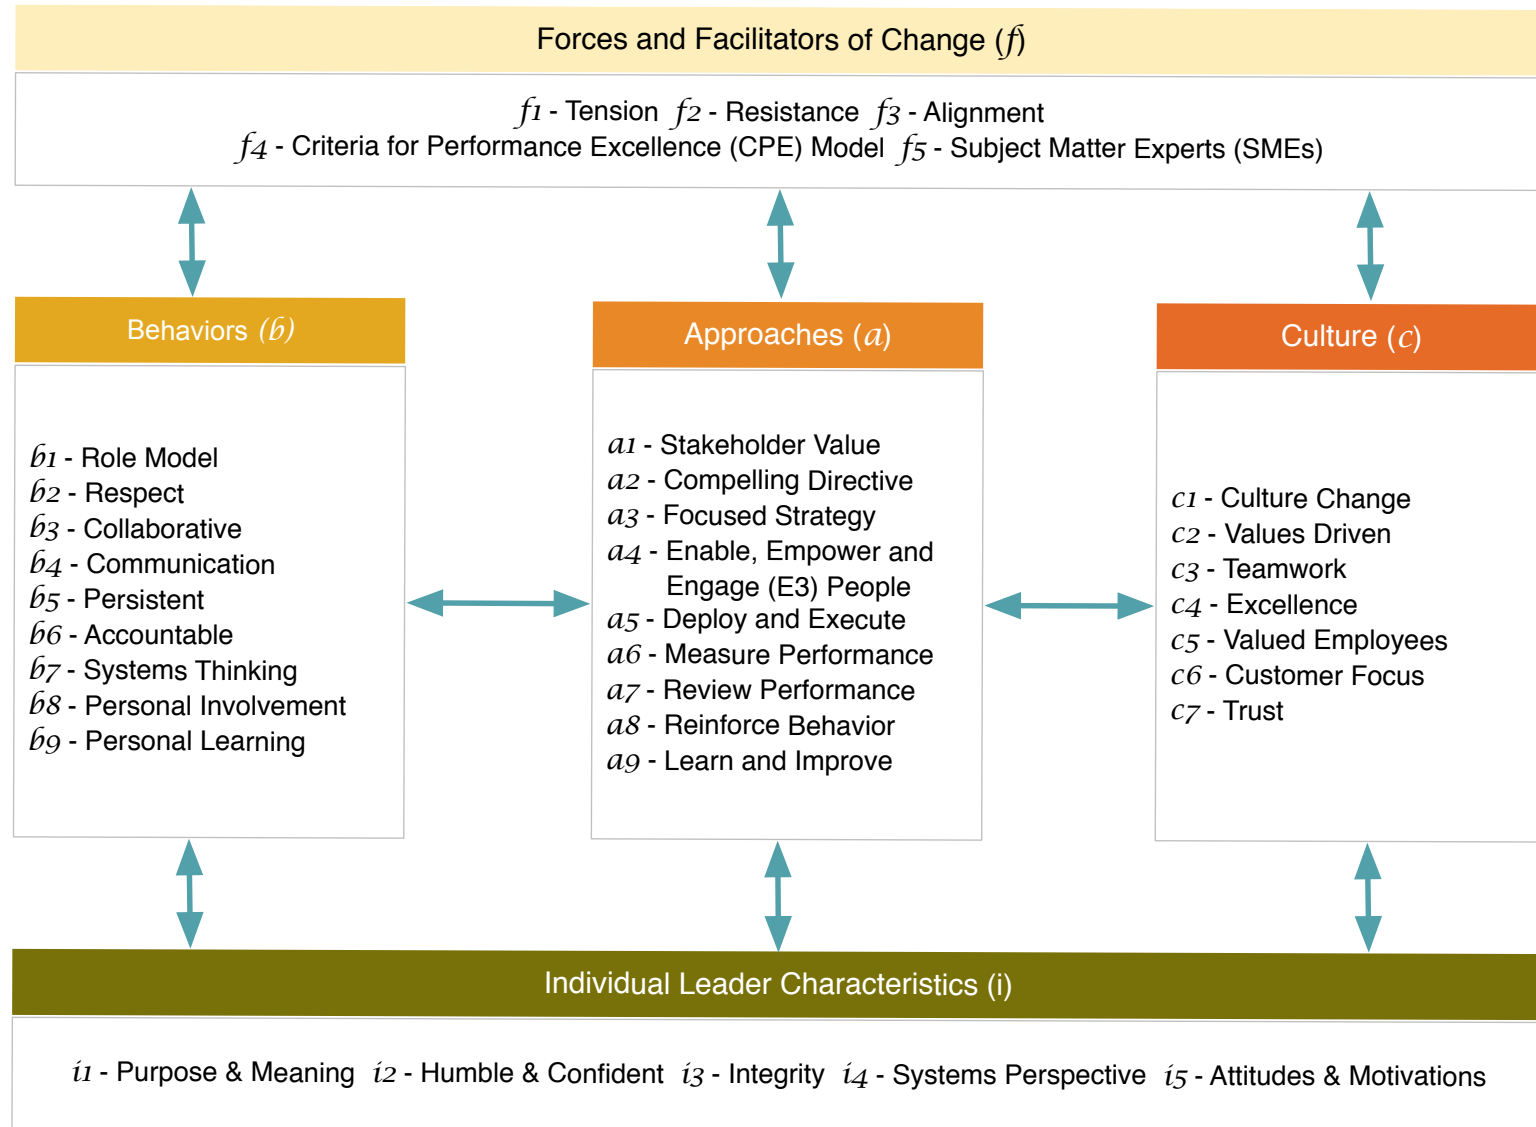 Forces and Facilitators of Change (f)
f1 - Tension f2 - Resistance f3 - Alignment
f4 - Criteria for Performance Excellence (CPE) Model f5 - Subject Matter Experts (SMEs)
Behaviors (b)
b1 - Role Model
b2 - Respect
b3 - Collaborative
b4 - Communication
b5 - Persistent
b6 - Accountable
b7 - Systems Thinking
b8 - Personal Involvement
b9 - Personal Learning
Approaches (a)
a1 - Stakeholder Value
a2 - Compelling Directive
a3 - Focused Strategy
a4 - Enable, Empower and
Engage (E3) People
a5 - Deploy and Execute
a6 - Measure Performance
a7 - Review Performance
a8 - Reinforce Behavior
a9 - Learn and Improve
Culture (c)
c1 - Culture Change
c2 - Values Driven
c3 - Teamwork
c4 - Excellence
c5 - Valued Employees
c6 - Customer Focus
c7 - Trust
Individual Leader Characteristics (i)
i1 - Purpose & Meaning i2 - Humble & Confident i3 - Integrity i4 - Systems Perspective i5 - Attitudes & Motivations